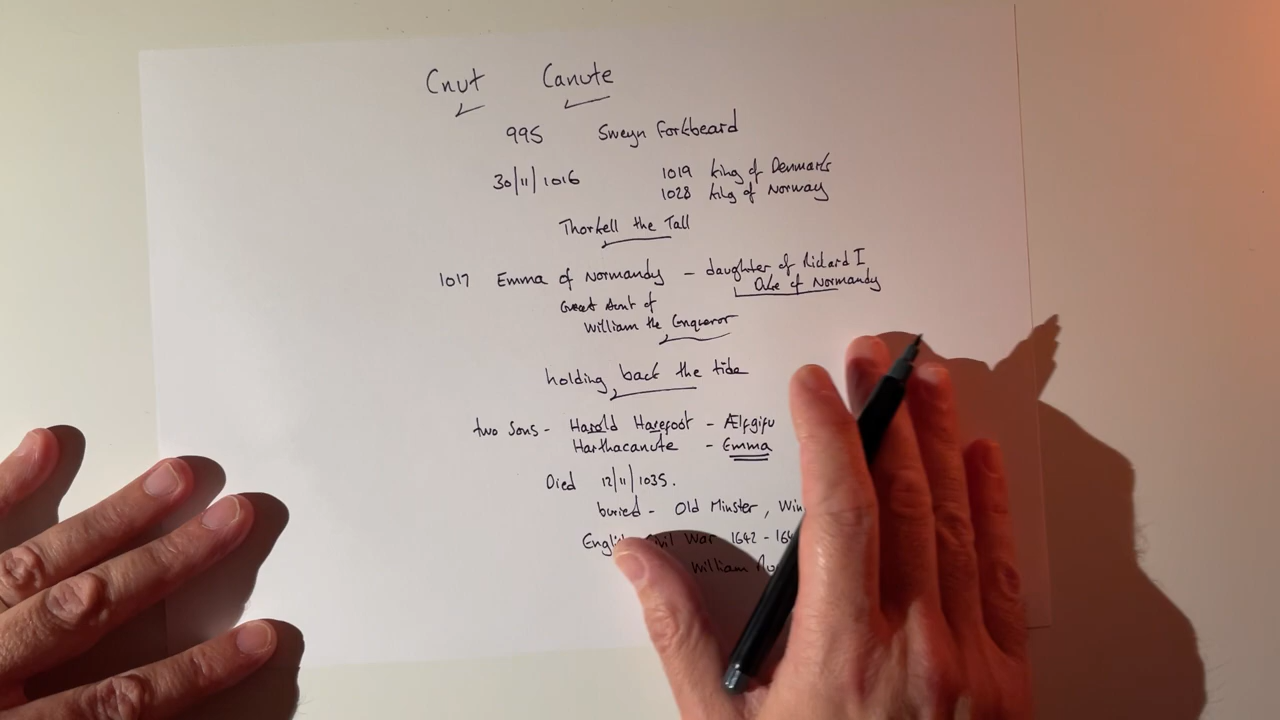 Cnut Canute
995 Sweyn Forkbeard
30/11/1016 1019 King of Denmark
1028 King of Norway
Thorkell the Tall
1017 Emma of Normandy - daughter of Richard I
Duke of Normandy
Great Aunt of
William the Conqueror
holding back the tide
two sons - Harold Harefoot - Ælfgifu
Harthacanute - Emma
Died 12/11/1035.
buried - Old Minster, Win
Civil War 1642 - 164
William